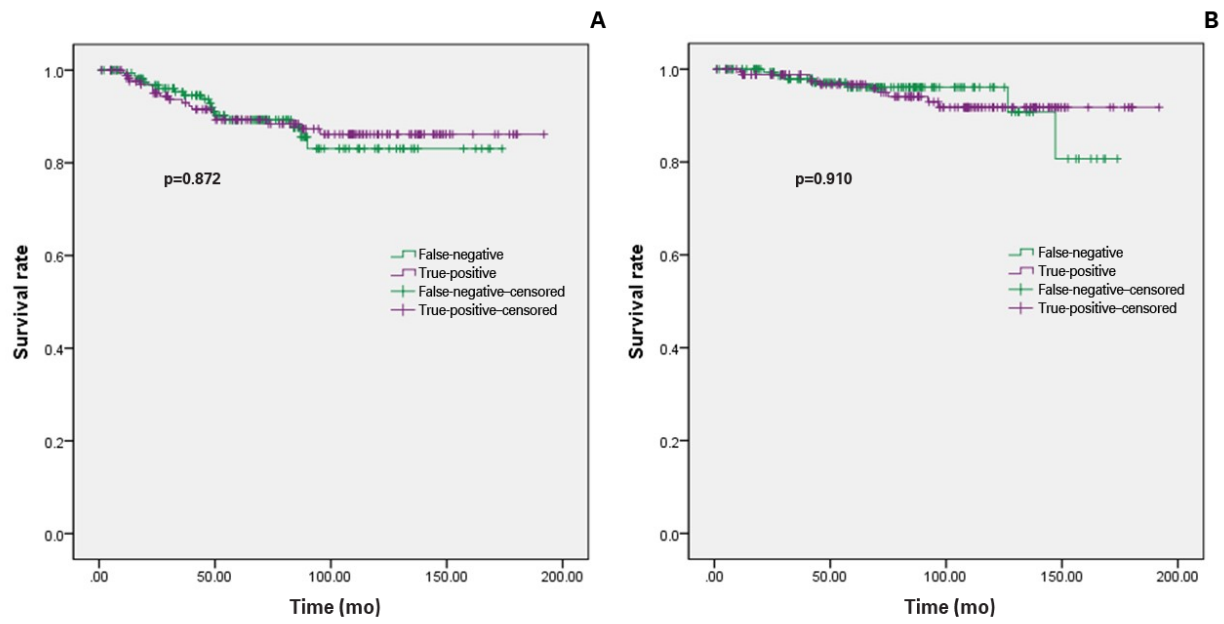 A
1.0
0.8
0.6
0.4
0.2
0.0
Survival rate
p=0.872
False-negative
True-positive
False-negative–censored
True-positive–censored
.00
50.00
100.00
150.00
200.00
Time (mo)
B
1.0
0.8
0.6
0.4
0.2
0.0
Survival rate
p=0.910
False-negative
True-positive
False-negative–censored
True-positive–censored
.00
50.00
100.00
150.00
200.00
Time (mo)